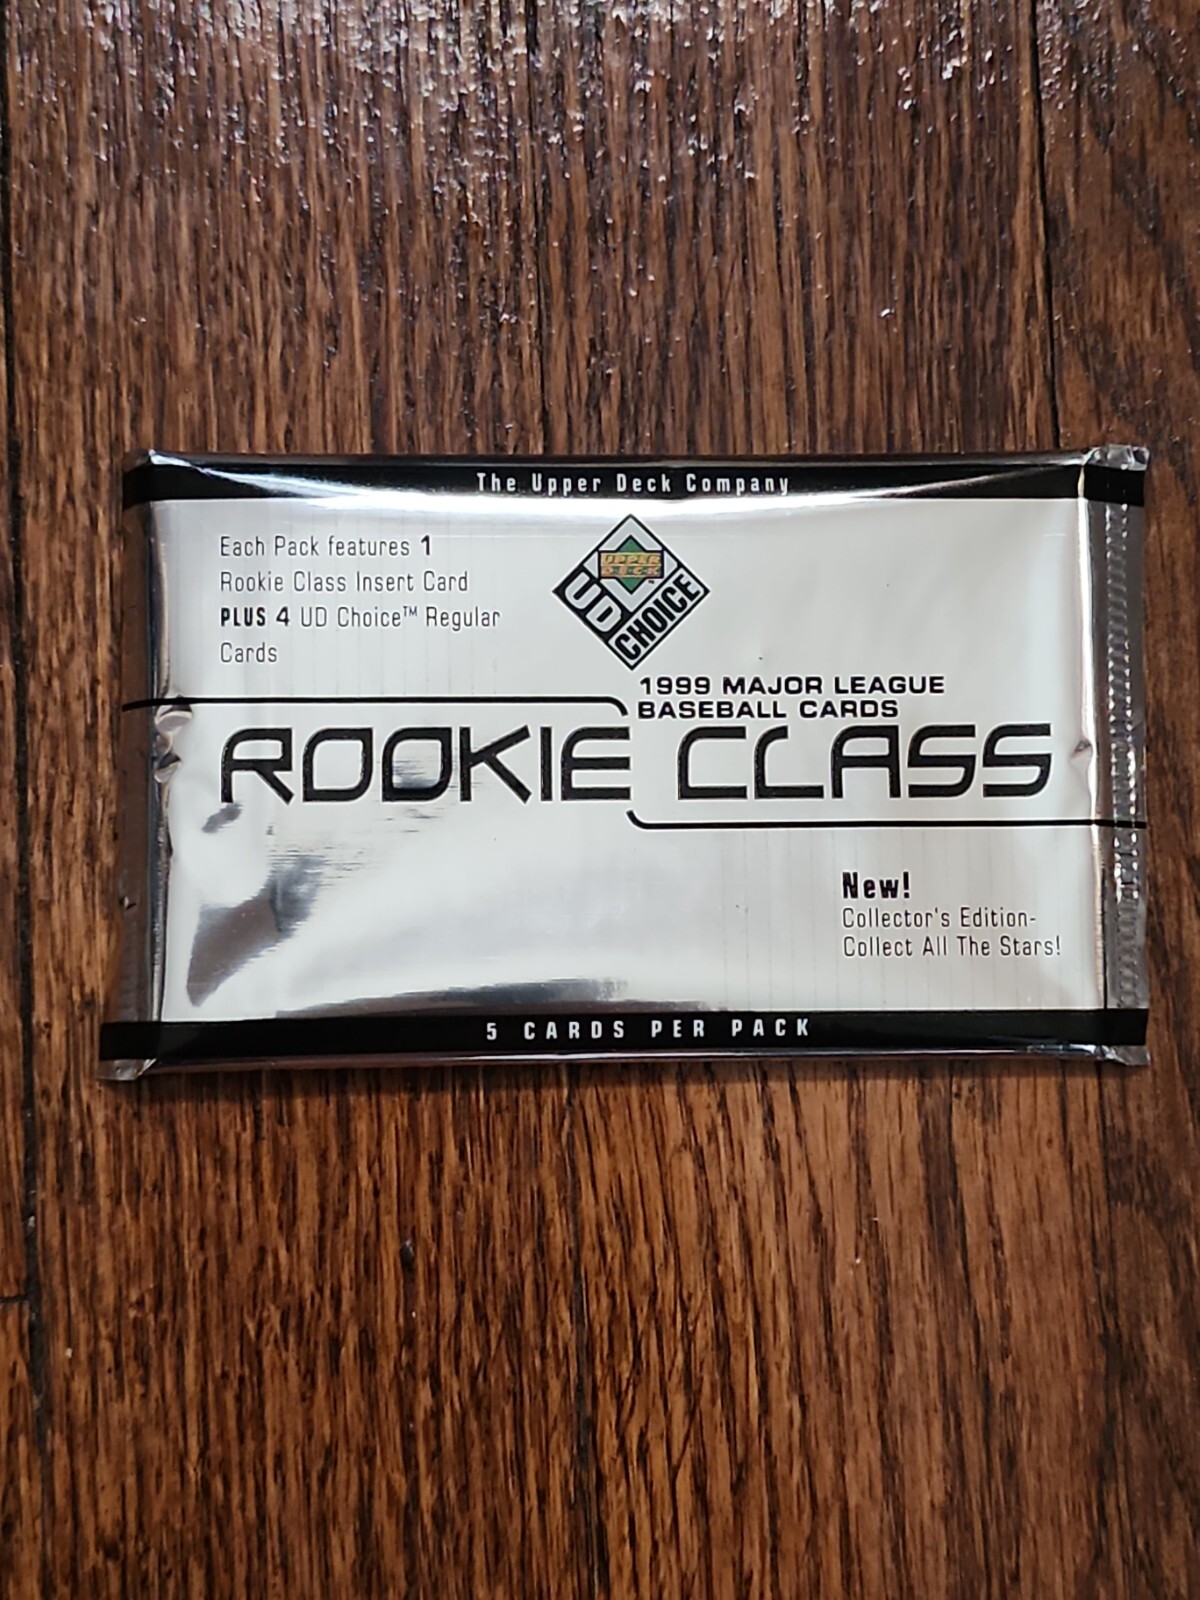 The Upper Deck Company
Each Pack features 1
Rookie Class Insert Card
PLUS 4 UD Choice™ Regular
Cards
UPPER
DECK
UD
CHOICE
1999 MAJOR LEAGUE
BASEBALL CARDS
ROOKIE CLASS
New!
Collector's Edition-
Collect All The Stars!
5 CARDS PER PACK